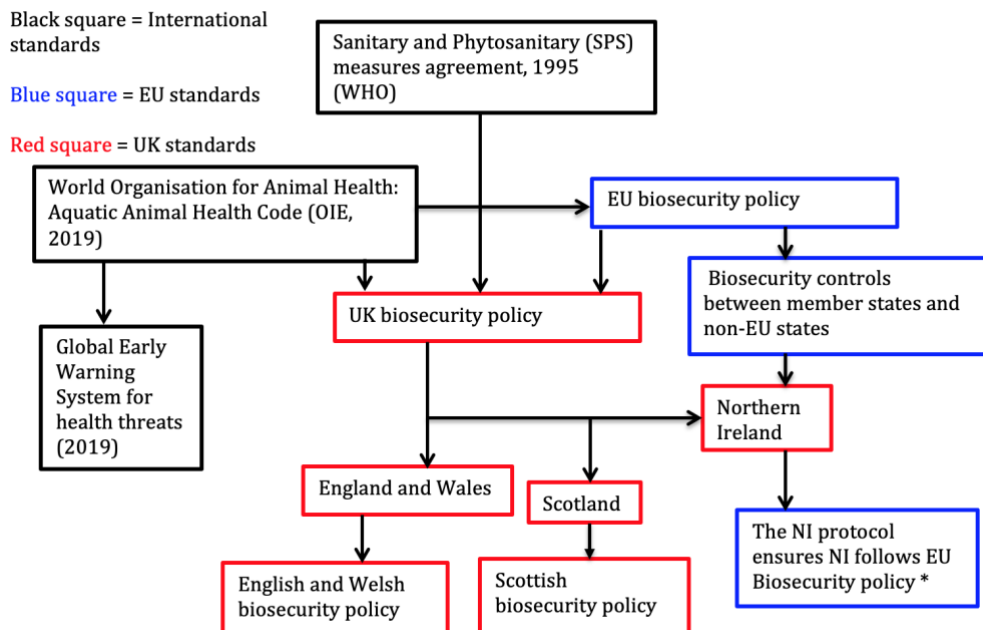 Black square = International
standards
Blue square = EU standards
Red square = UK standards
Sanitary and Phytosanitary (SPS)
measures agreement, 1995
(WHO)
World Organisation for Animal Health:
Aquatic Animal Health Code (OIE,
2019)
EU biosecurity policy
Biosecurity controls
between member states and
non-EU states
UK biosecurity policy
Global Early
Warning
System for
health threats
(2019)
Northern
Ireland
England and Wales
Scotland
The NI protocol
ensures NI follows EU
Biosecurity policy *
English and Welsh
biosecurity policy
Scottish
biosecurity policy